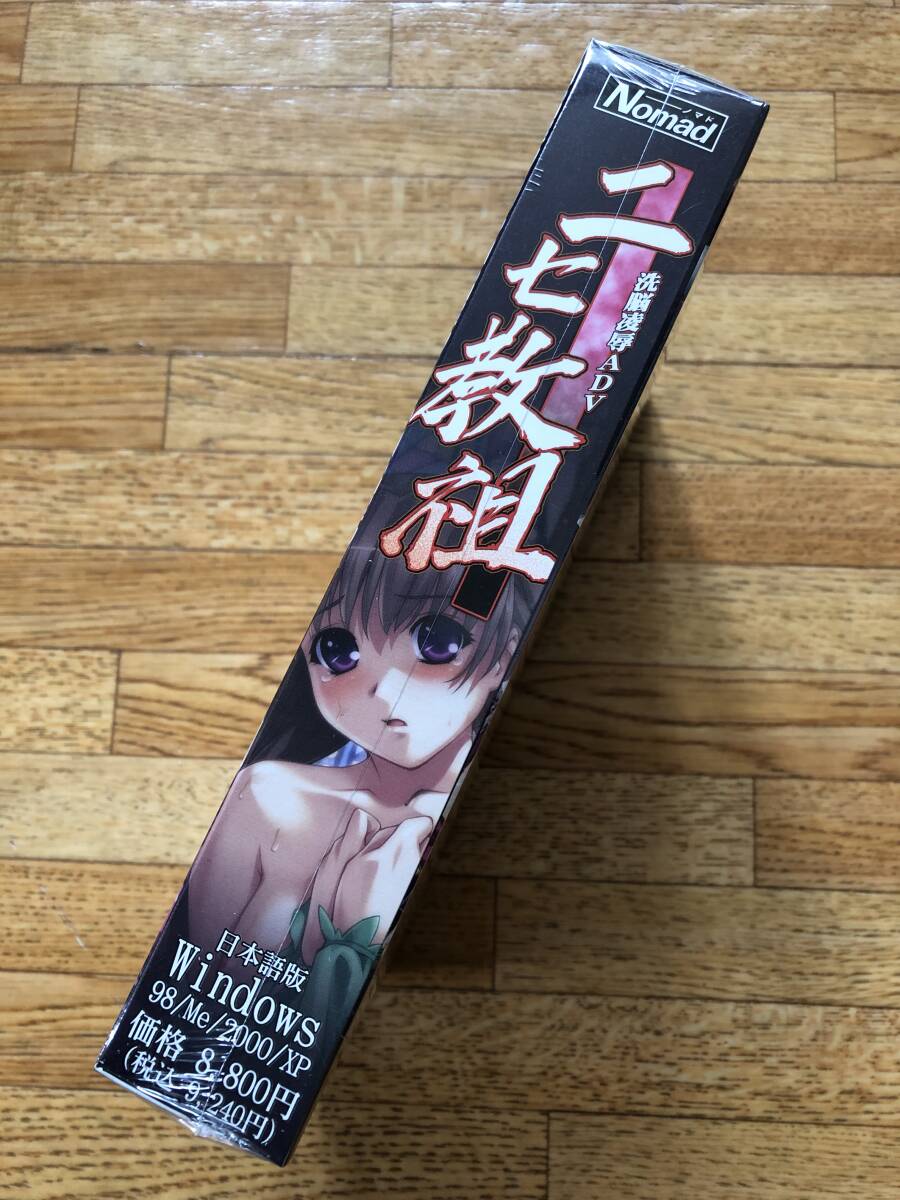 Nomad
ノマド
ニセ教祖
洗脳凌辱ADV
日本語版
Windows
98/Me/2000/XP
価格 8,800円
(税込 9,240円)